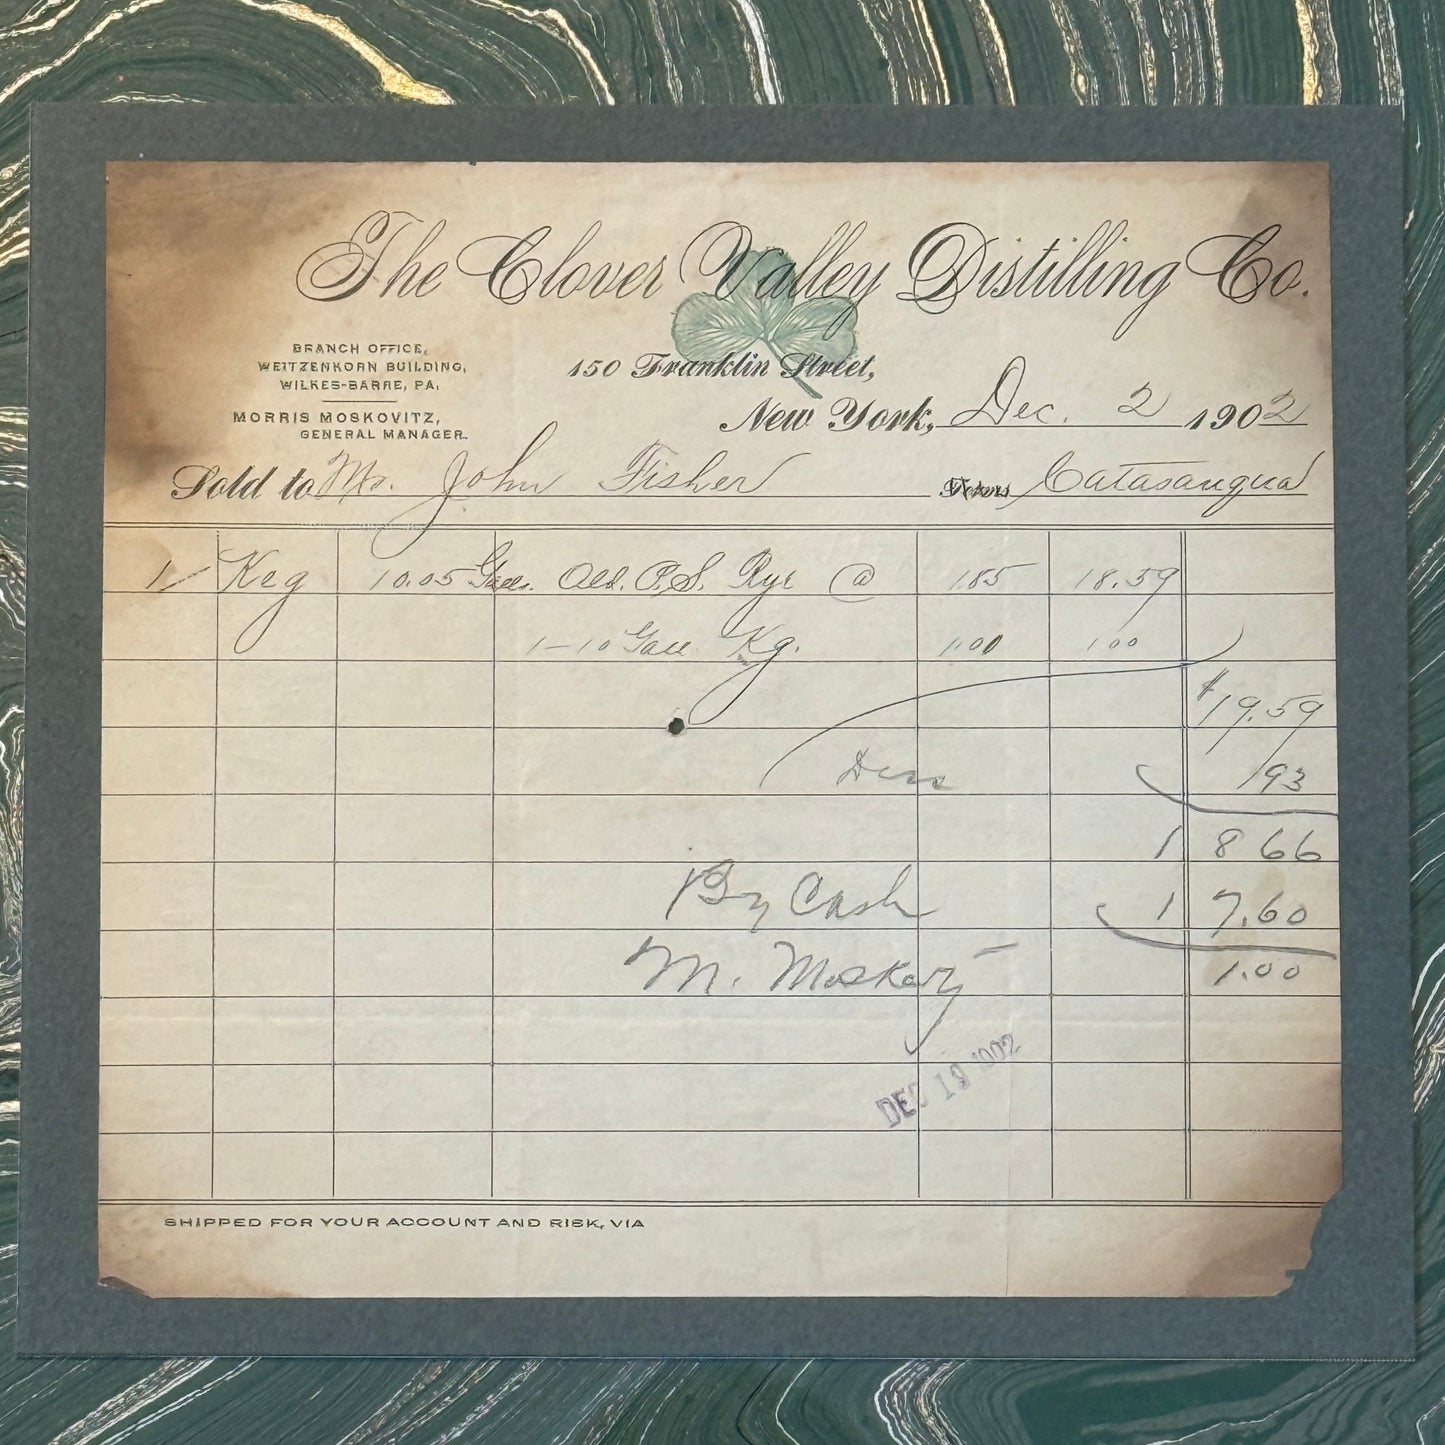 The Clover Valley Distilling Co.
BRANCH OFFICE,
WEITZENKORN BUILDING,
WILKES-BARRE, PA.
MORRIS MOSKOVITZ,
GENERAL MANAGER.
150 Franklin Street,
New York, Dec. 2 1902
Sold to Mr. John Fisher Catasauqua
1 Keg 10.05 Gall. Old. P.S. Rye @ 1.85 18.59
1-10 Gall Kg. 1.00 1.00
$19.59
Diss .93
18 66
By Cash 17.60
M. Moskovitz 1.00
DEC 19 1902
SHIPPED FOR YOUR ACCOUNT AND RISK, VIA